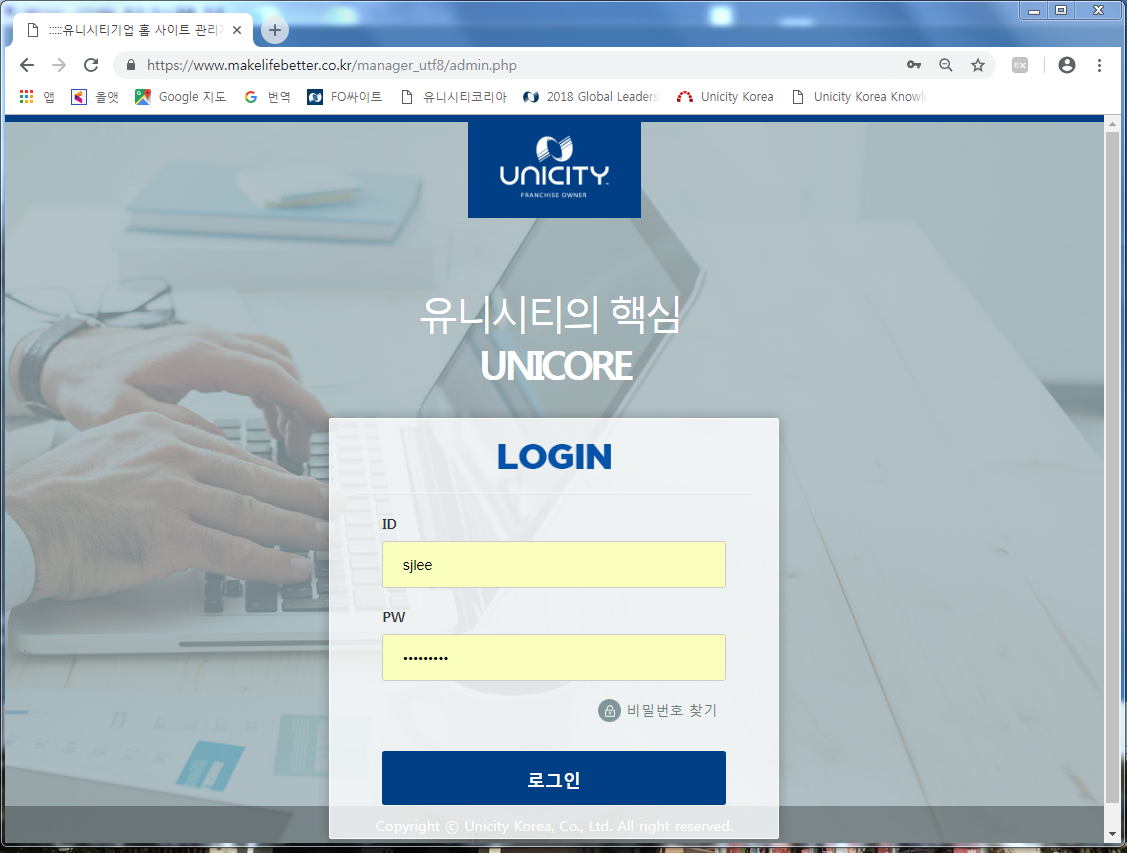 :::::유니시티기업 홈 사이트 관리
https://www.makelifebetter.co.kr/manager_utf8/admin.php
앱 올앳 Google 지도 번역 FO싸이트 유니시티코리아 2018 Global Leaders Unicity Korea Unicity Korea Knowl
UNICITY
FRANCHISE OWNER
유니시티의 핵심
UNICORE
LOGIN
ID
sjlee
PW
•••••••••
비밀번호 찾기
로그인
Copyright ⓒ Unicity Korea, Co., Ltd. All right reserved.